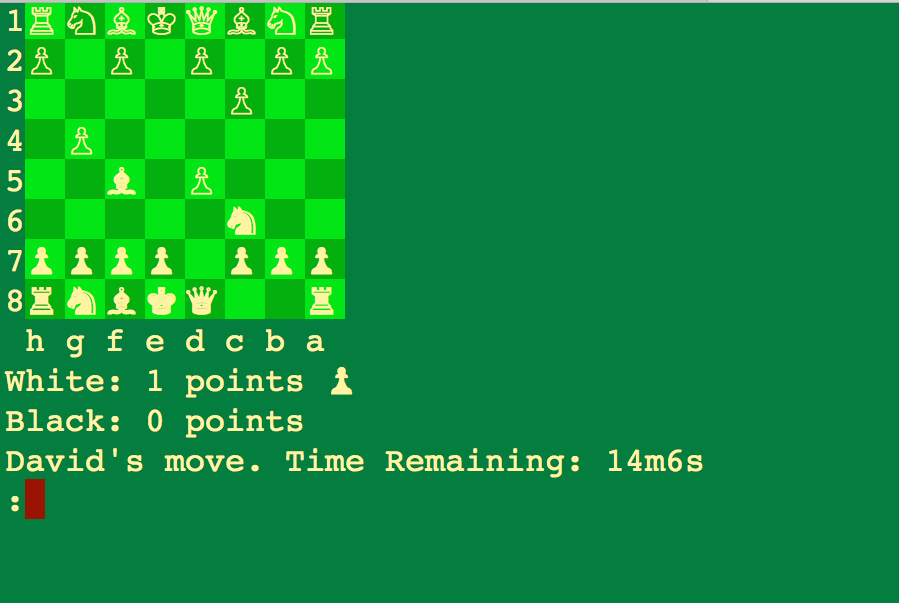 1 ♖♘♗♔♕♗♘♖
2 ♙ ♙ ♙ ♙♙
3 ♙
4 ♙
5 ♝ ♙
6 ♞
7 ♟♟♟♟ ♟♟♟
8 ♜♞♝♚♛ ♜
h g f e d c b a
White: 1 points ♟
Black: 0 points
David's move. Time Remaining: 14m6s
: